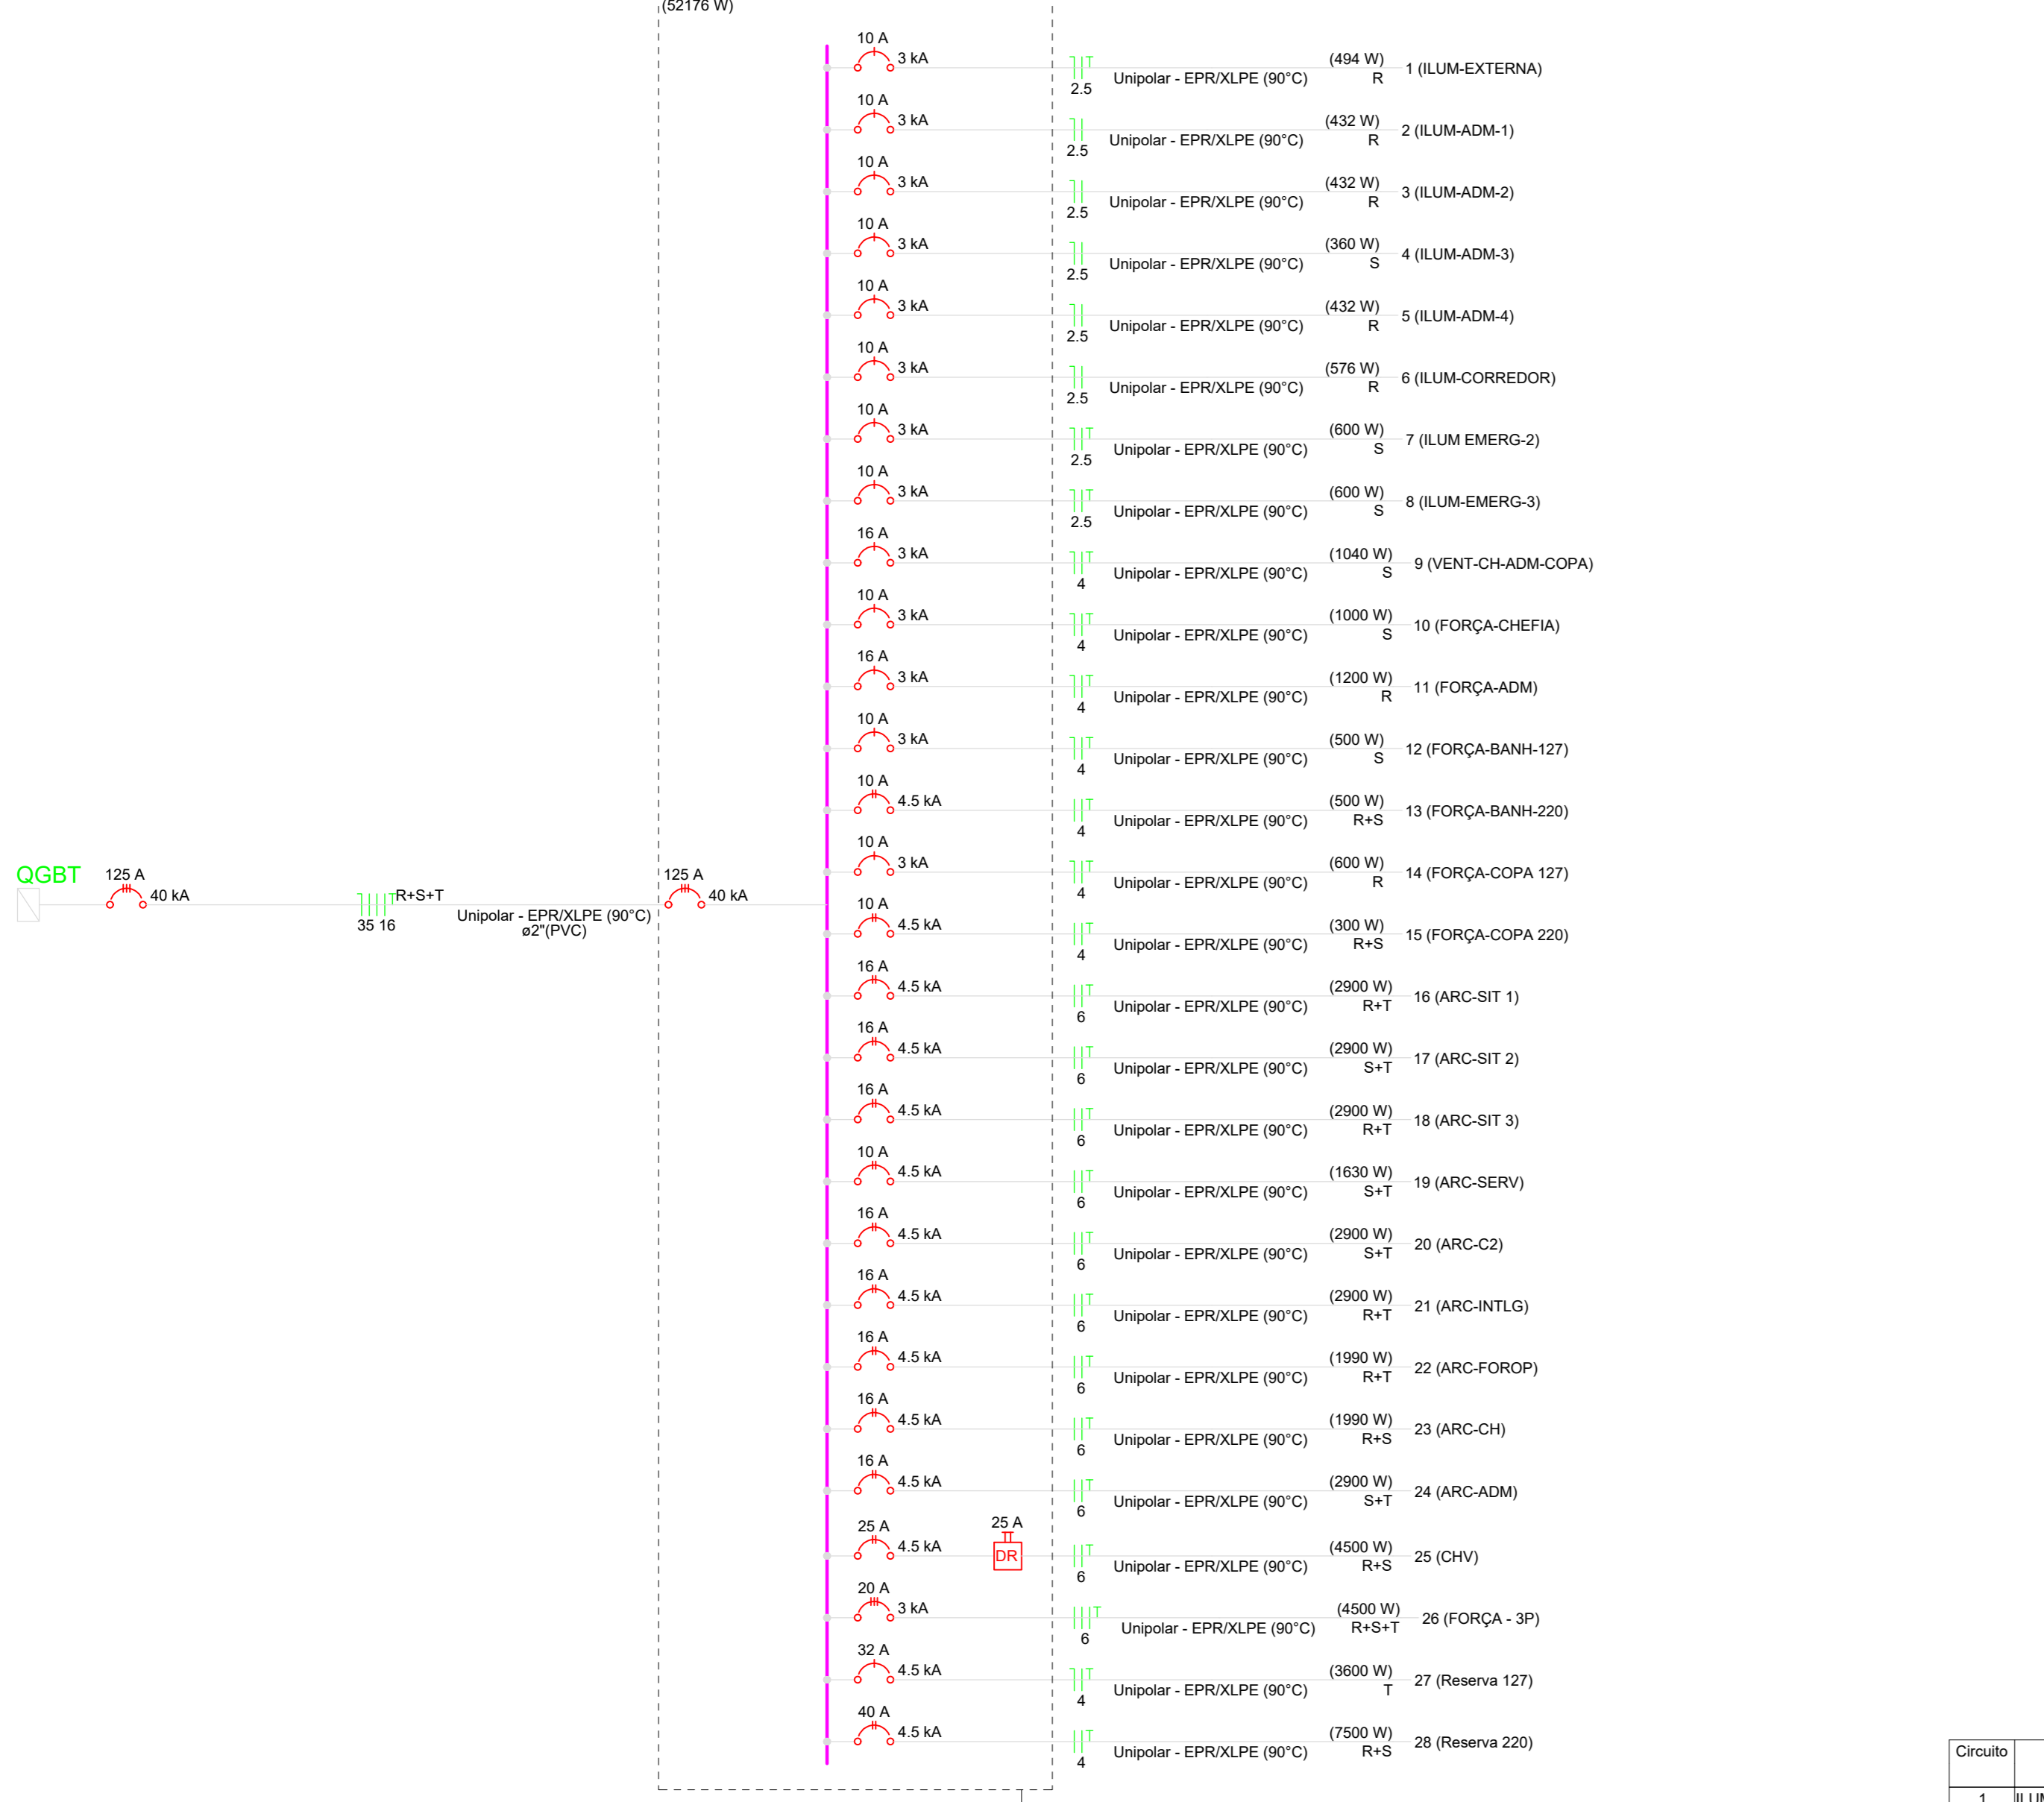 (52176 W)
10 A
3 kA
2.5
Unipolar - EPR/XLPE (90°C)
(494 W)
R
1 (ILUM-EXTERNA)
10 A
3 kA
2.5
Unipolar - EPR/XLPE (90°C)
(432 W)
R
2 (ILUM-ADM-1)
10 A
3 kA
2.5
Unipolar - EPR/XLPE (90°C)
(432 W)
R
3 (ILUM-ADM-2)
10 A
3 kA
2.5
Unipolar - EPR/XLPE (90°C)
(360 W)
S
4 (ILUM-ADM-3)
10 A
3 kA
2.5
Unipolar - EPR/XLPE (90°C)
(432 W)
R
5 (ILUM-ADM-4)
10 A
3 kA
2.5
Unipolar - EPR/XLPE (90°C)
(576 W)
R
6 (ILUM-CORREDOR)
10 A
3 kA
2.5
Unipolar - EPR/XLPE (90°C)
(600 W)
S
7 (ILUM EMERG-2)
10 A
3 kA
2.5
Unipolar - EPR/XLPE (90°C)
(600 W)
S
8 (ILUM-EMERG-3)
16 A
3 kA
4
Unipolar - EPR/XLPE (90°C)
(1040 W)
S
9 (VENT-CH-ADM-COPA)
10 A
3 kA
4
Unipolar - EPR/XLPE (90°C)
(1000 W)
S
10 (FORÇA-CHEFIA)
16 A
3 kA
4
Unipolar - EPR/XLPE (90°C)
(1200 W)
R
11 (FORÇA-ADM)
10 A
3 kA
4
Unipolar - EPR/XLPE (90°C)
(500 W)
S
12 (FORÇA-BANH-127)
10 A
4.5 kA
4
Unipolar - EPR/XLPE (90°C)
(500 W)
R+S
13 (FORÇA-BANH-220)
10 A
3 kA
4
Unipolar - EPR/XLPE (90°C)
(600 W)
R
14 (FORÇA-COPA 127)
QGBT
125 A
40 kA
R+S+T
35 16
Unipolar - EPR/XLPE (90°C)
ø2"(PVC)
125 A
40 kA
10 A
4.5 kA
4
Unipolar - EPR/XLPE (90°C)
(300 W)
R+S
15 (FORÇA-COPA 220)
16 A
4.5 kA
6
Unipolar - EPR/XLPE (90°C)
(2900 W)
R+T
16 (ARC-SIT 1)
16 A
4.5 kA
6
Unipolar - EPR/XLPE (90°C)
(2900 W)
S+T
17 (ARC-SIT 2)
16 A
4.5 kA
6
Unipolar - EPR/XLPE (90°C)
(2900 W)
R+T
18 (ARC-SIT 3)
10 A
4.5 kA
6
Unipolar - EPR/XLPE (90°C)
(1630 W)
S+T
19 (ARC-SERV)
16 A
4.5 kA
6
Unipolar - EPR/XLPE (90°C)
(2900 W)
S+T
20 (ARC-C2)
16 A
4.5 kA
6
Unipolar - EPR/XLPE (90°C)
(2900 W)
R+T
21 (ARC-INTLG)
16 A
4.5 kA
6
Unipolar - EPR/XLPE (90°C)
(1990 W)
R+T
22 (ARC-FOROP)
16 A
4.5 kA
6
Unipolar - EPR/XLPE (90°C)
(1990 W)
R+S
23 (ARC-CH)
16 A
4.5 kA
6
Unipolar - EPR/XLPE (90°C)
(2900 W)
S+T
24 (ARC-ADM)
25 A
4.5 kA
25 A
DR
6
Unipolar - EPR/XLPE (90°C)
(4500 W)
R+S
25 (CHV)
20 A
3 kA
6
Unipolar - EPR/XLPE (90°C)
(4500 W)
R+S+T
26 (FORÇA - 3P)
32 A
4.5 kA
4
Unipolar - EPR/XLPE (90°C)
(3600 W)
T
27 (Reserva 127)
40 A
4.5 kA
4
Unipolar - EPR/XLPE (90°C)
(7500 W)
R+S
28 (Reserva 220)
Circuito
1